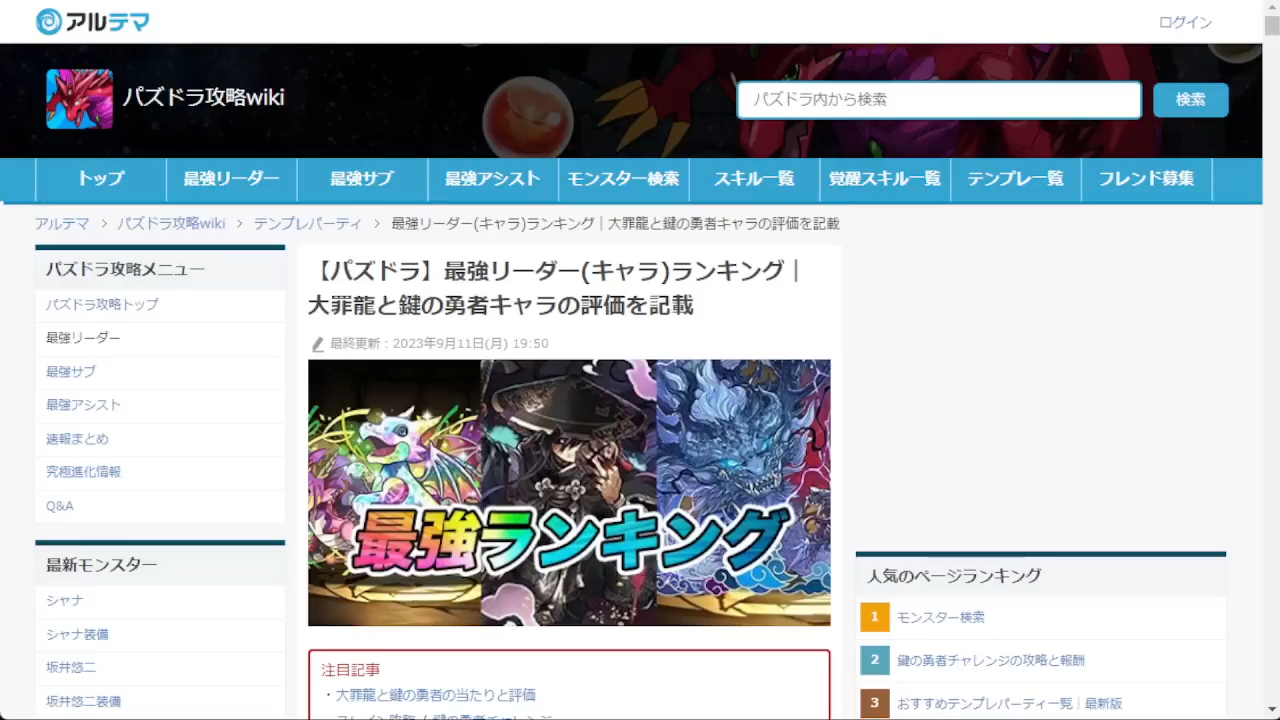 アルテマ
ログイン
パズドラ攻略wiki
パズドラ内から検索
検索
トップ
最強リーダー
最強サブ
最強アシスト
モンスター検索
スキル一覧
覚醒スキル一覧
テンプレ一覧
フレンド募集
アルテマ > パズドラ攻略wiki > テンプレパーティ > 最強リーダー(キャラ)ランキング｜大罪龍と鍵の勇者キャラの評価を記載
パズドラ攻略メニュー
パズドラ攻略トップ
最強リーダー
最強サブ
最強アシスト
速報まとめ
究極進化情報
Q&A
最新モンスター
シャナ
シャナ装備
坂井悠二
坂井悠二装備
【パズドラ】最強リーダー(キャラ)ランキング｜
大罪龍と鍵の勇者キャラの評価を記載
最終更新：2023年9月11日(月) 19:50
最強ランキング
注目記事
・大罪龍と鍵の勇者の当たりと評価
人気のページランキング
1 モンスター検索
2 鍵の勇者チャレンジの攻略と報酬
3 おすすめテンプレパーティー一覧｜最新版